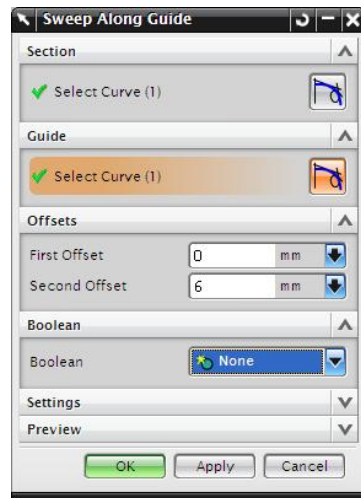 Sweep Along Guide
Section
Select Curve (1)
Guide
Select Curve (1)
Offsets
First Offset 0 mm
Second Offset 6 mm
Boolean
Boolean None
Settings
Preview
OK Apply Cancel